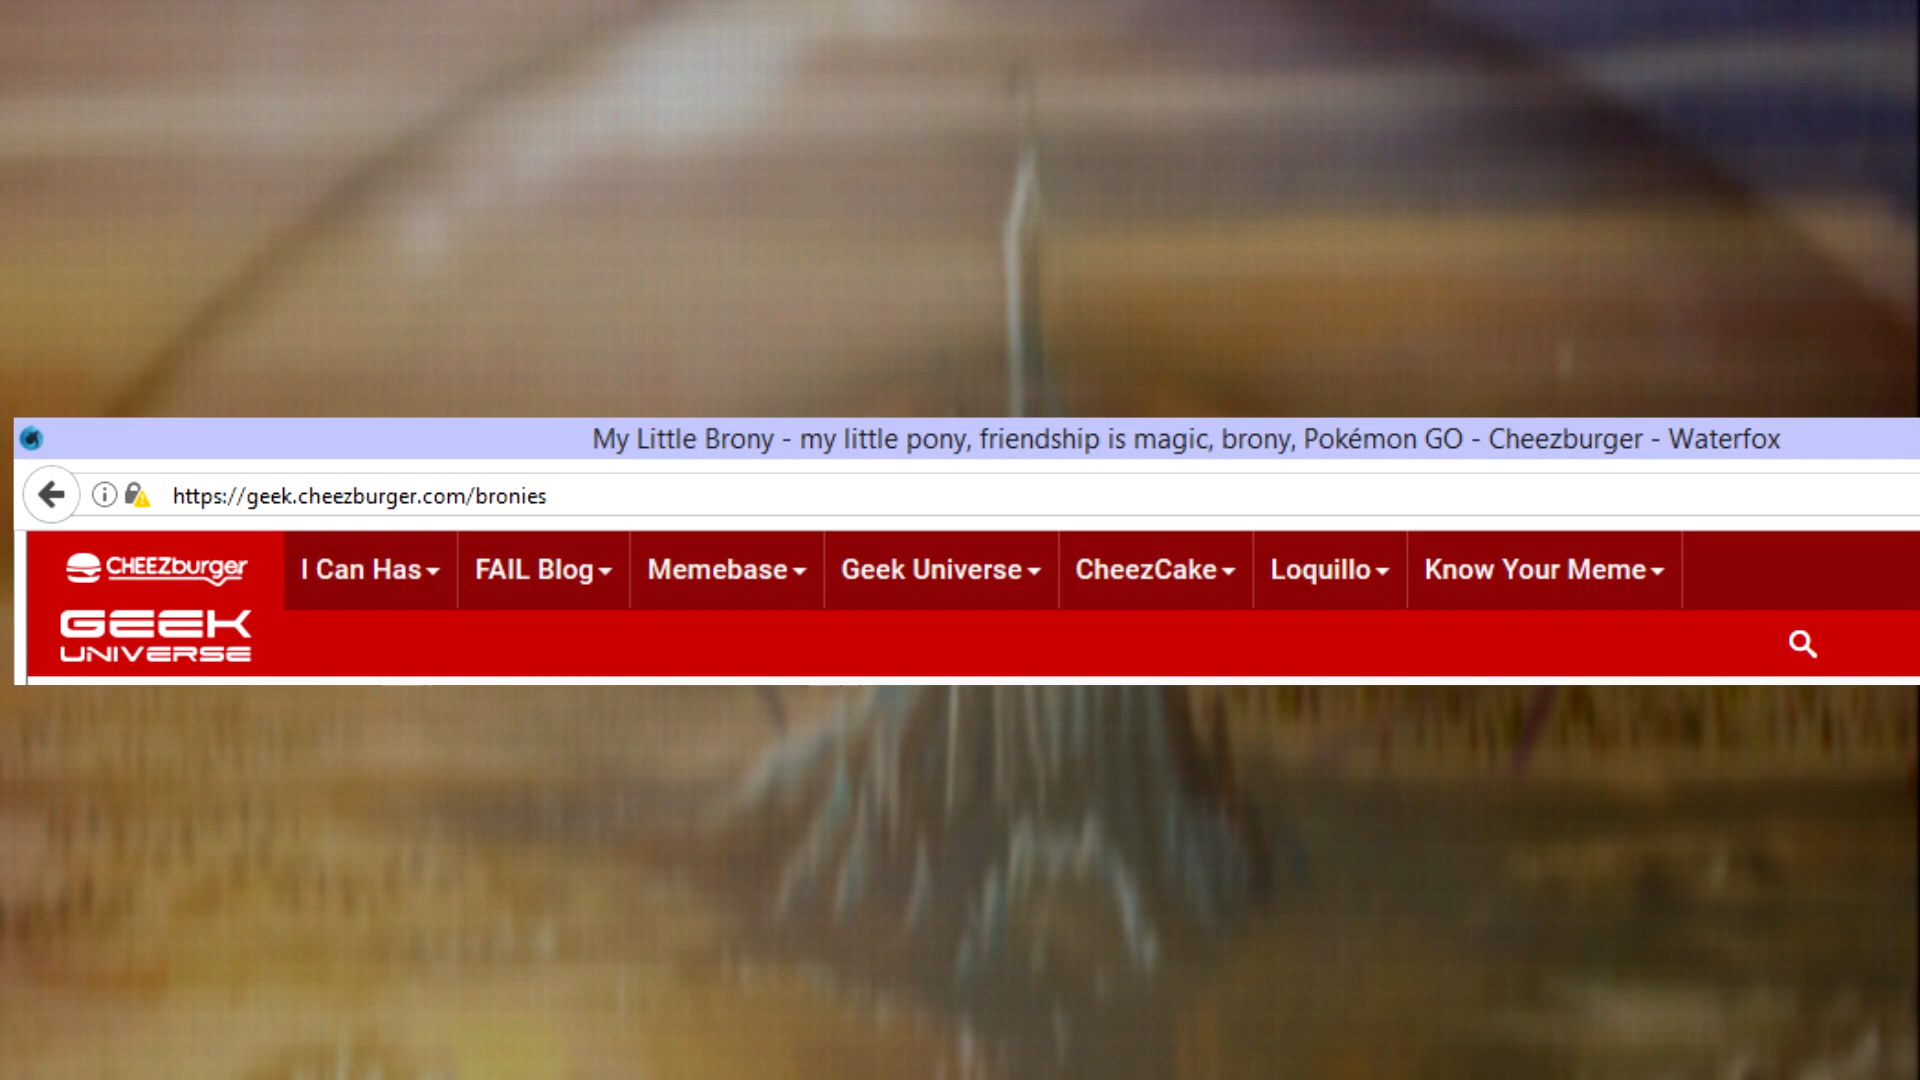 My Little Brony - my little pony, friendship is magic, brony, Pokémon GO - Cheezburger - Waterfox
https://geek.cheezburger.com/bronies
CHEEZburger
I Can Has FAIL Blog Memebase Geek Universe CheezCake Loquillo Know Your Meme
GEEK
UNIVERSE